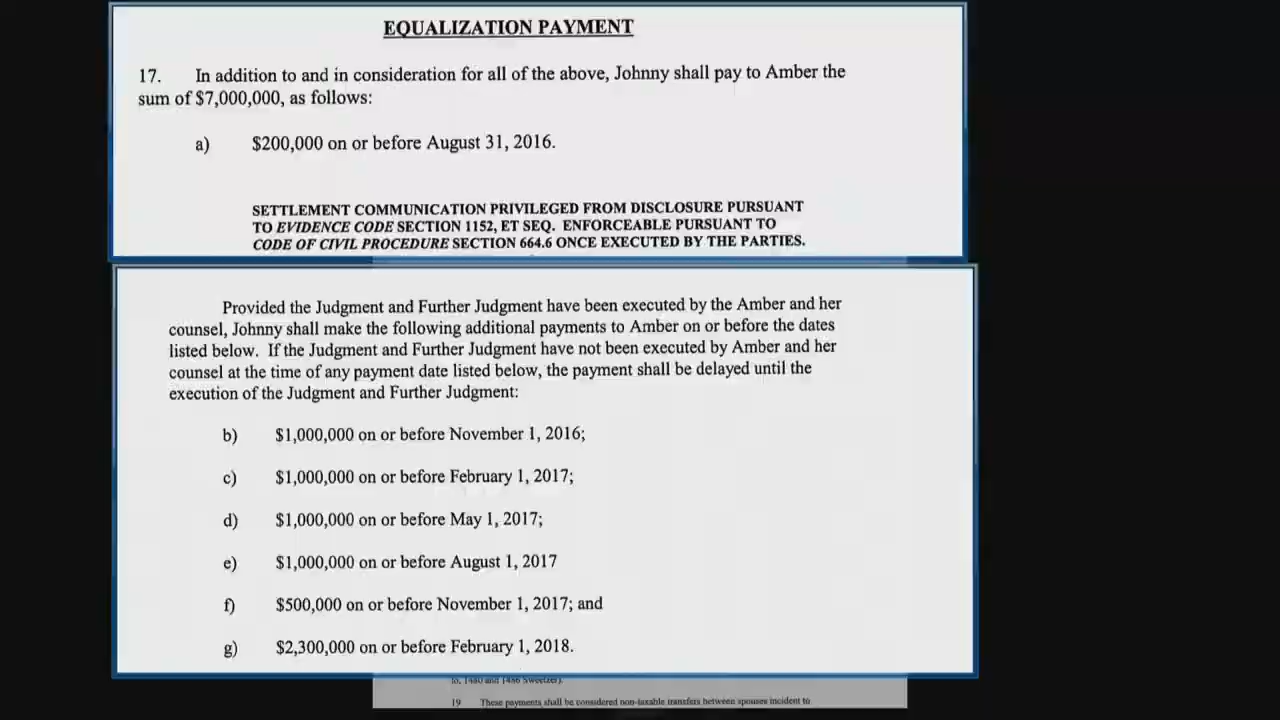 EQUALIZATION PAYMENT
17. In addition to and in consideration for all of the above, Johnny shall pay to Amber the
sum of $7,000,000, as follows:
a) $200,000 on or before August 31, 2016.
SETTLEMENT COMMUNICATION PRIVILEGED FROM DISCLOSURE PURSUANT
TO EVIDENCE CODE SECTION 1152, ET SEQ. ENFORCEABLE PURSUANT TO
CODE OF CIVIL PROCEDURE SECTION 664.6 ONCE EXECUTED BY THE PARTIES.
Provided the Judgment and Further Judgment have been executed by the Amber and her
counsel, Johnny shall make the following additional payments to Amber on or before the dates
listed below. If the Judgment and Further Judgment have not been executed by Amber and her
counsel at the time of any payment date listed below, the payment shall be delayed until the
execution of the Judgment and Further Judgment:
b) $1,000,000 on or before November 1, 2016;
c) $1,000,000 on or before February 1, 2017;
d) $1,000,000 on or before May 1, 2017;
e) $1,000,000 on or before August 1, 2017
f) $500,000 on or before November 1, 2017; and
g) $2,300,000 on or before February 1, 2018.
to, 1480 and 1486 Sweetzer).
19 These payments shall be considered non-taxable transfers between spouses incident to